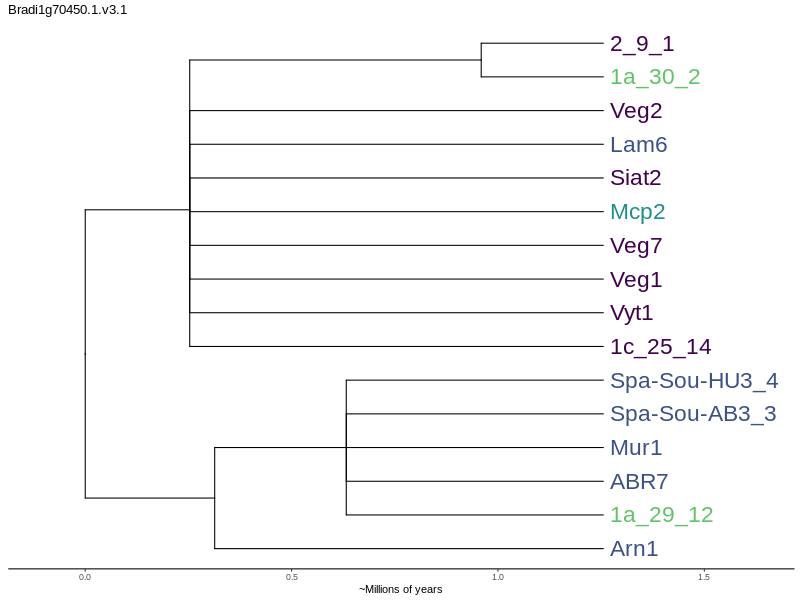 Bradi1g70450.1.v3.1
2_9_1
1a_30_2
Veg2
Lam6
Siat2
Mcp2
Veg7
Veg1
Vyt1
1c_25_14
Spa-Sou-HU3_4
Spa-Sou-AB3_3
Mur1
ABR7
1a_29_12
Arn1
0.0 0.5 1.0 1.5
~Millions of years